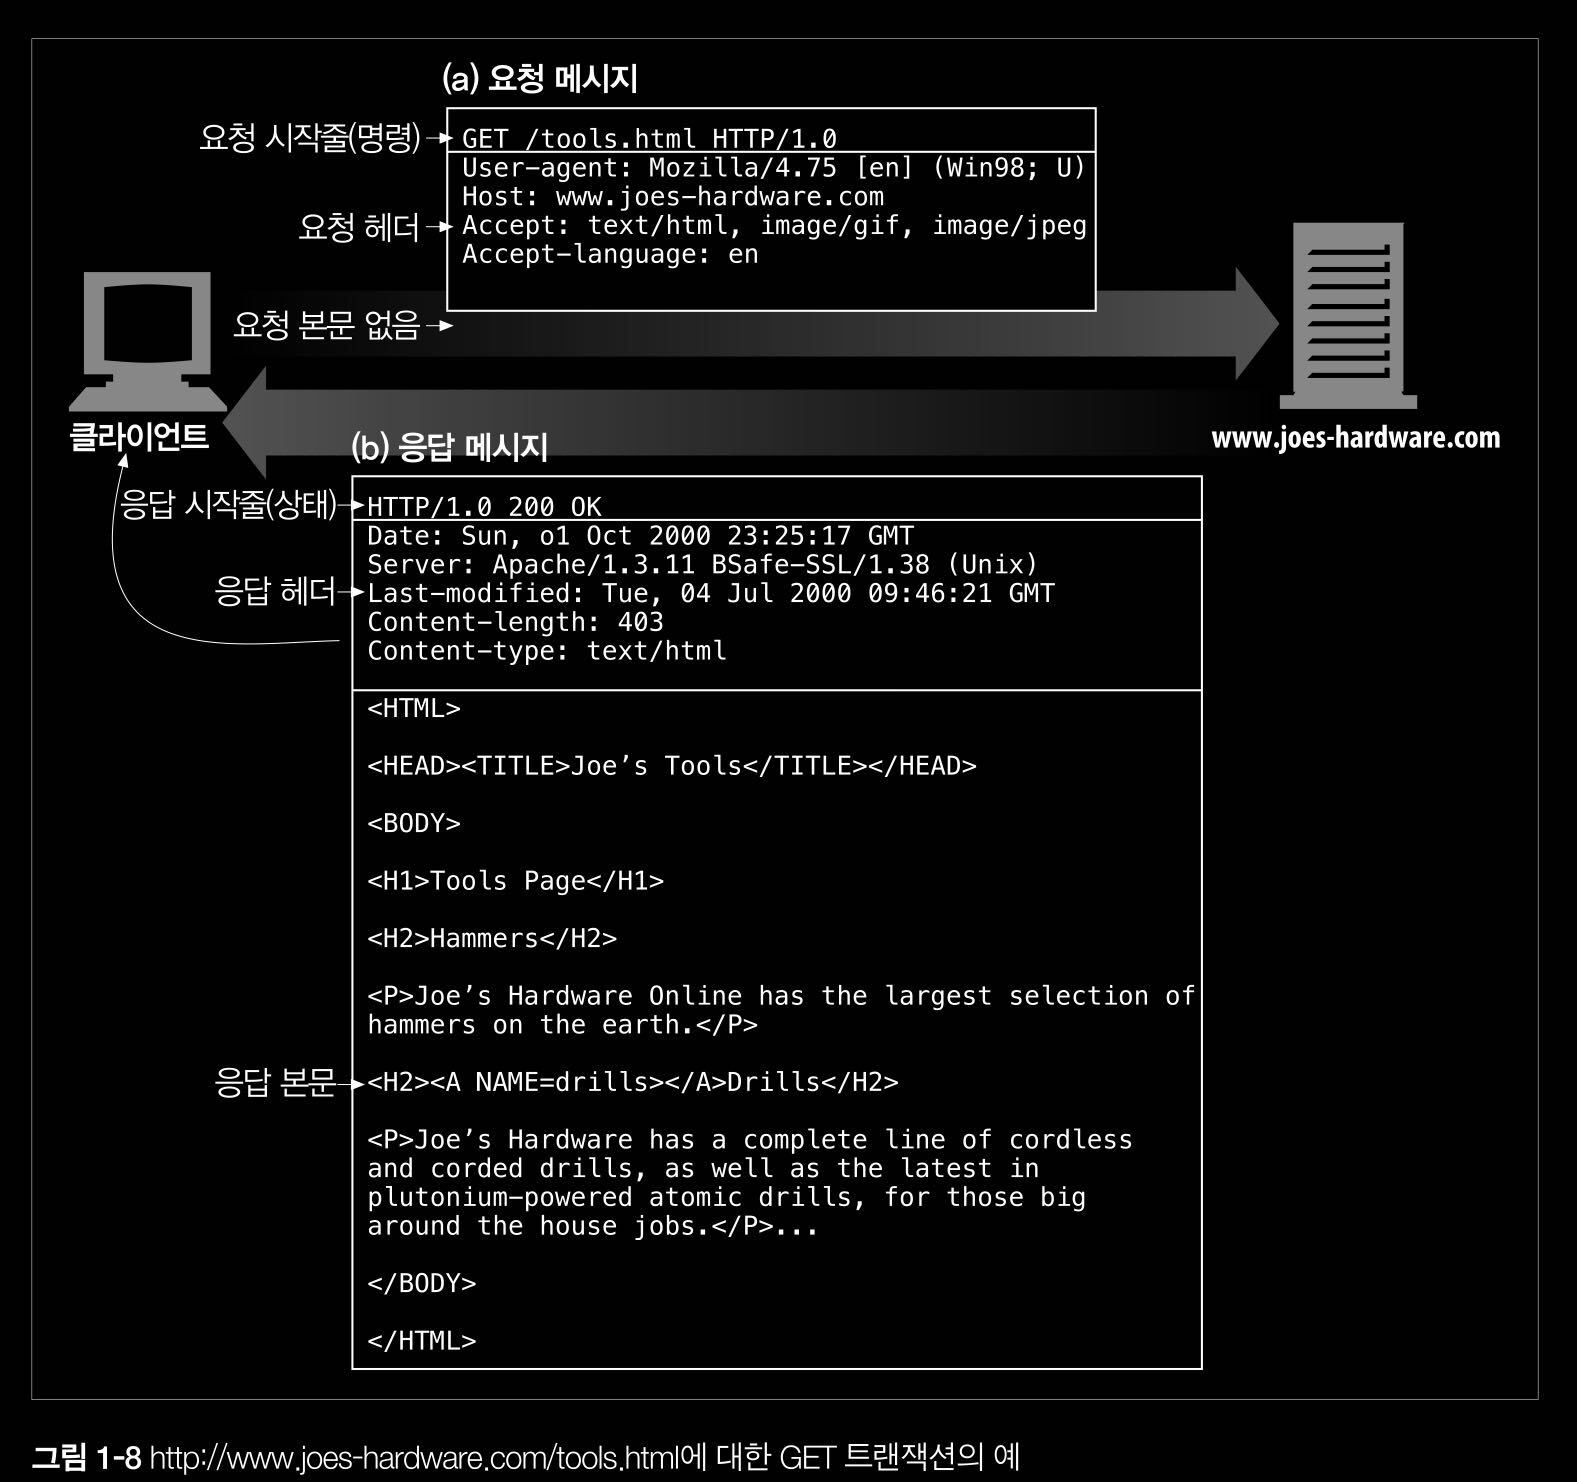 (a) 요청 메시지
요청 시작줄(명령)
GET /tools.html HTTP/1.0
User-agent: Mozilla/4.75 [en] (Win98; U)
Host: www.joes-hardware.com
요청 헤더
Accept: text/html, image/gif, image/jpeg
Accept-language: en
요청 본문 없음
클라이언트
www.joes-hardware.com
(b) 응답 메시지
응답 시작줄(상태)
HTTP/1.0 200 OK
Date: Sun, o1 Oct 2000 23:25:17 GMT
Server: Apache/1.3.11 BSafe-SSL/1.38 (Unix)
응답 헤더
Last-modified: Tue, 04 Jul 2000 09:46:21 GMT
Content-length: 403
Content-type: text/html
<HTML>
<HEAD><TITLE>Joe’s Tools</TITLE></HEAD>
<BODY>
<H1>Tools Page</H1>
<H2>Hammers</H2>
<P>Joe’s Hardware Online has the largest selection of
hammers on the earth.</P>
응답 본문
<H2><A NAME=drills></A>Drills</H2>
<P>Joe’s Hardware has a complete line of cordless
and corded drills, as well as the latest in
plutonium-powered atomic drills, for those big
around the house jobs.</P>...
</BODY>
</HTML>
그림 1-8 http://www.joes-hardware.com/tools.html에 대한 GET 트랜잭션의 예